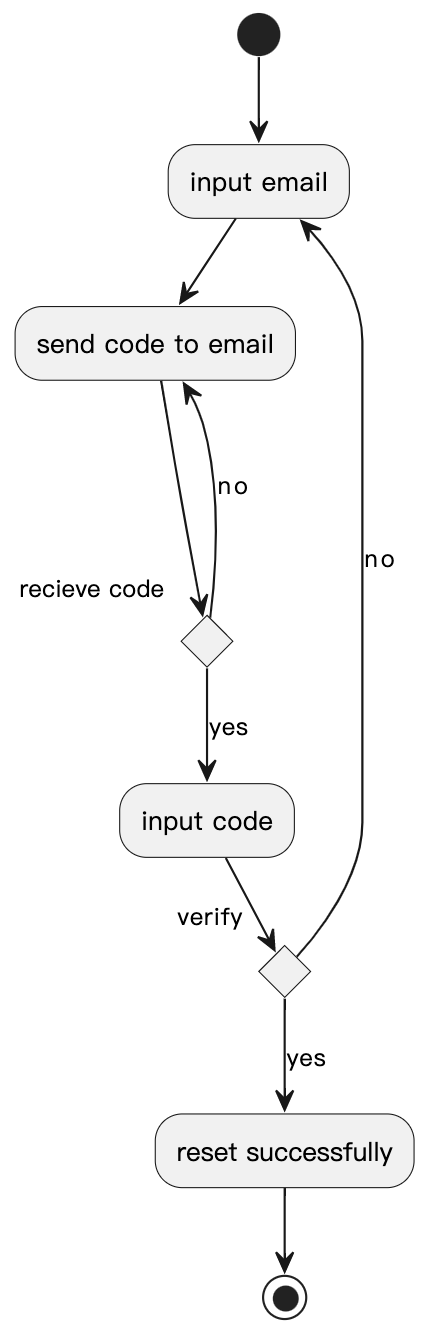 input email
send code to email
no
no
recieve code
yes
input code
verify
yes
reset successfully